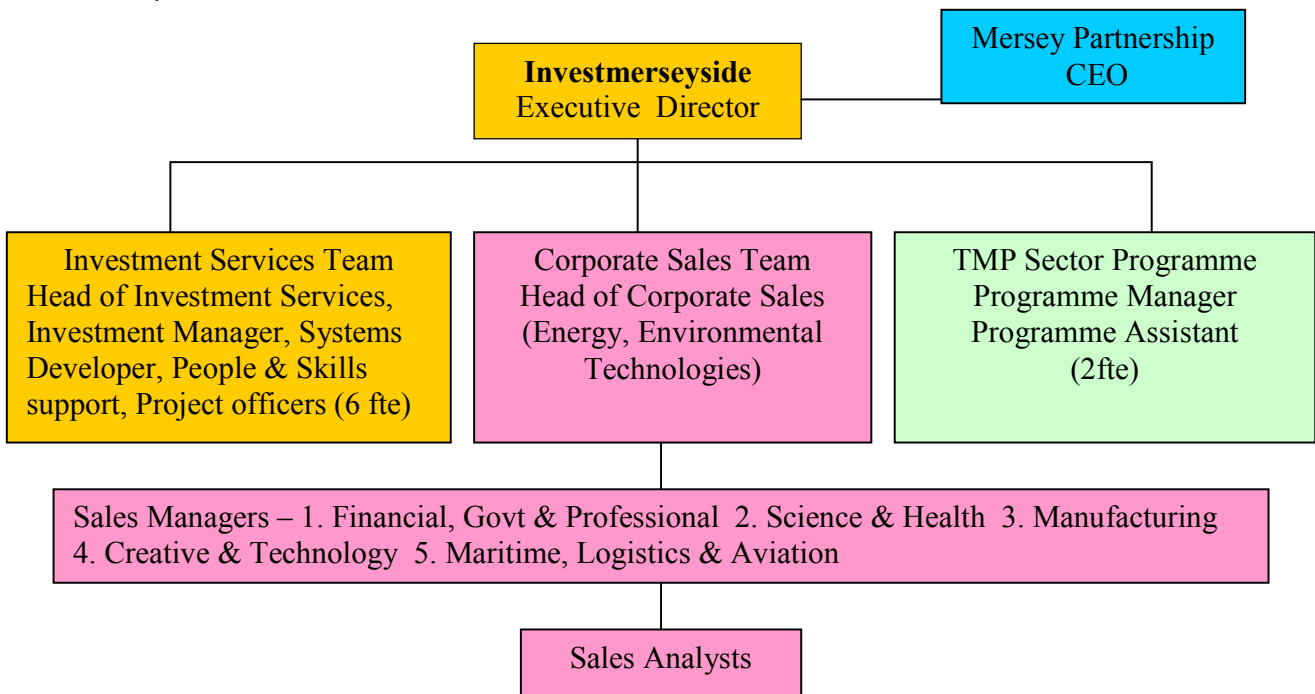 Mersey Partnership
CEO
Investmerseyside
Executive Director
Investment Services Team
Head of Investment Services,
Investment Manager, Systems
Developer, People & Skills
support, Project officers (6 fte)
Corporate Sales Team
Head of Corporate Sales
(Energy, Environmental
Technologies)
TMP Sector Programme
Programme Manager
Programme Assistant
(2fte)
Sales Managers – 1. Financial, Govt & Professional 2. Science & Health 3. Manufacturing
4. Creative & Technology 5. Maritime, Logistics & Aviation
Sales Analysts